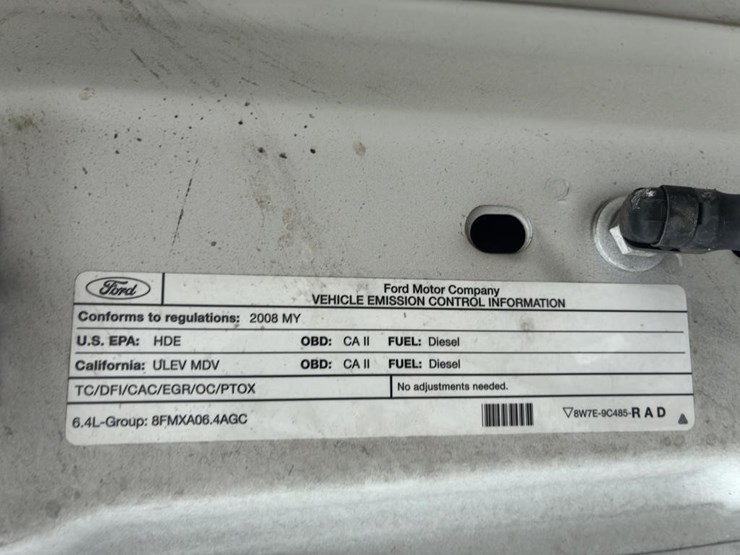 Ford
Ford Motor Company
VEHICLE EMISSION CONTROL INFORMATION
Conforms to regulations: 2008 MY
U.S. EPA: HDE OBD: CA II FUEL: Diesel
California: ULEV MDV OBD: CA II FUEL: Diesel
TC/DFI/CAC/EGR/OC/PTOX No adjustments needed.
6.4L-Group: 8FMXA06.4AGC ▽8W7E-9C485-R A D